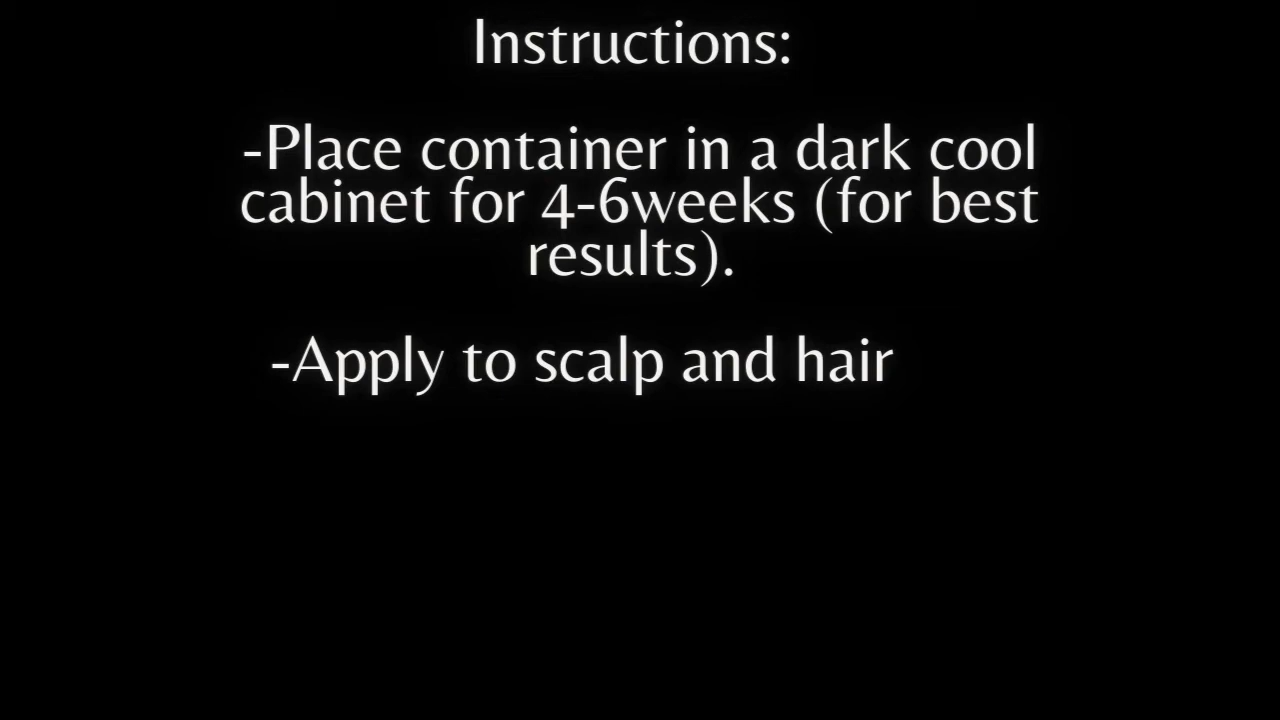 Instructions:
-Place container in a dark cool
cabinet for 4-6weeks (for best
results).
-Apply to scalp and hair